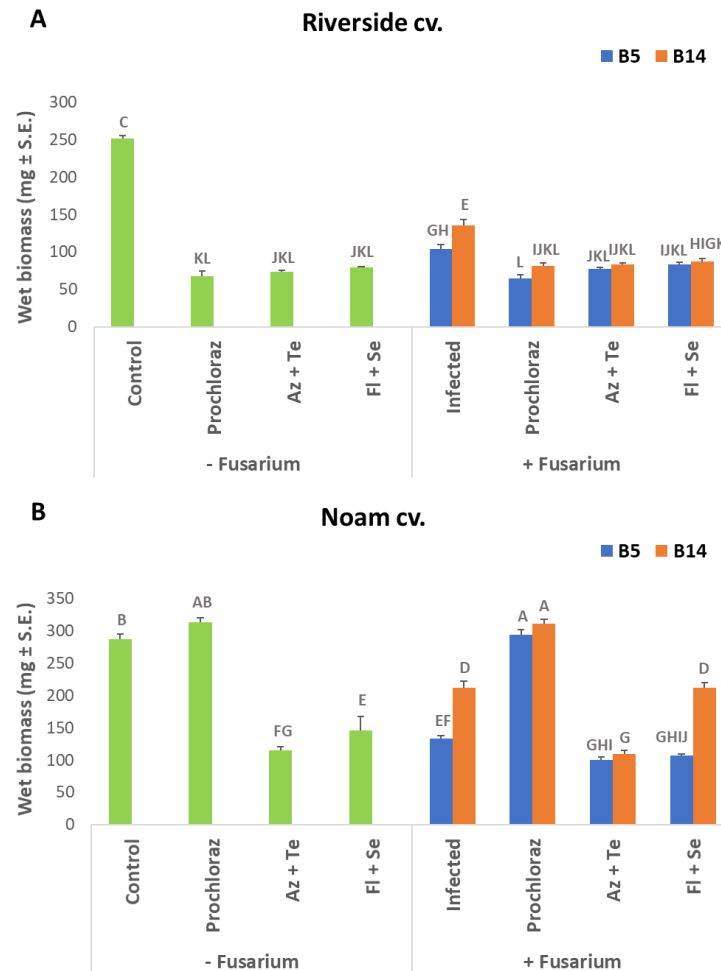 A
Riverside cv.
B5 B14
Wet biomass (mg ± S.E.)
300
250
200
150
100
50
0
C
KL
JKL
JKL
GH
E
L
IJKL
JKL
IJKL
IJKL
HIGK
Control
Prochloraz
Az + Te
Fl + Se
Infected
Prochloraz
Az + Te
Fl + Se
- Fusarium
+ Fusarium
B
Noam cv.
B5 B14
Wet biomass (mg ± S.E.)
350
300
250
200
150
100
50
0
B
AB
FG
E
EF
D
A
A
GHI
G
GHIJ
D
Control
Prochloraz
Az + Te
Fl + Se
Infected
Prochloraz
Az + Te
Fl + Se
- Fusarium
+ Fusarium